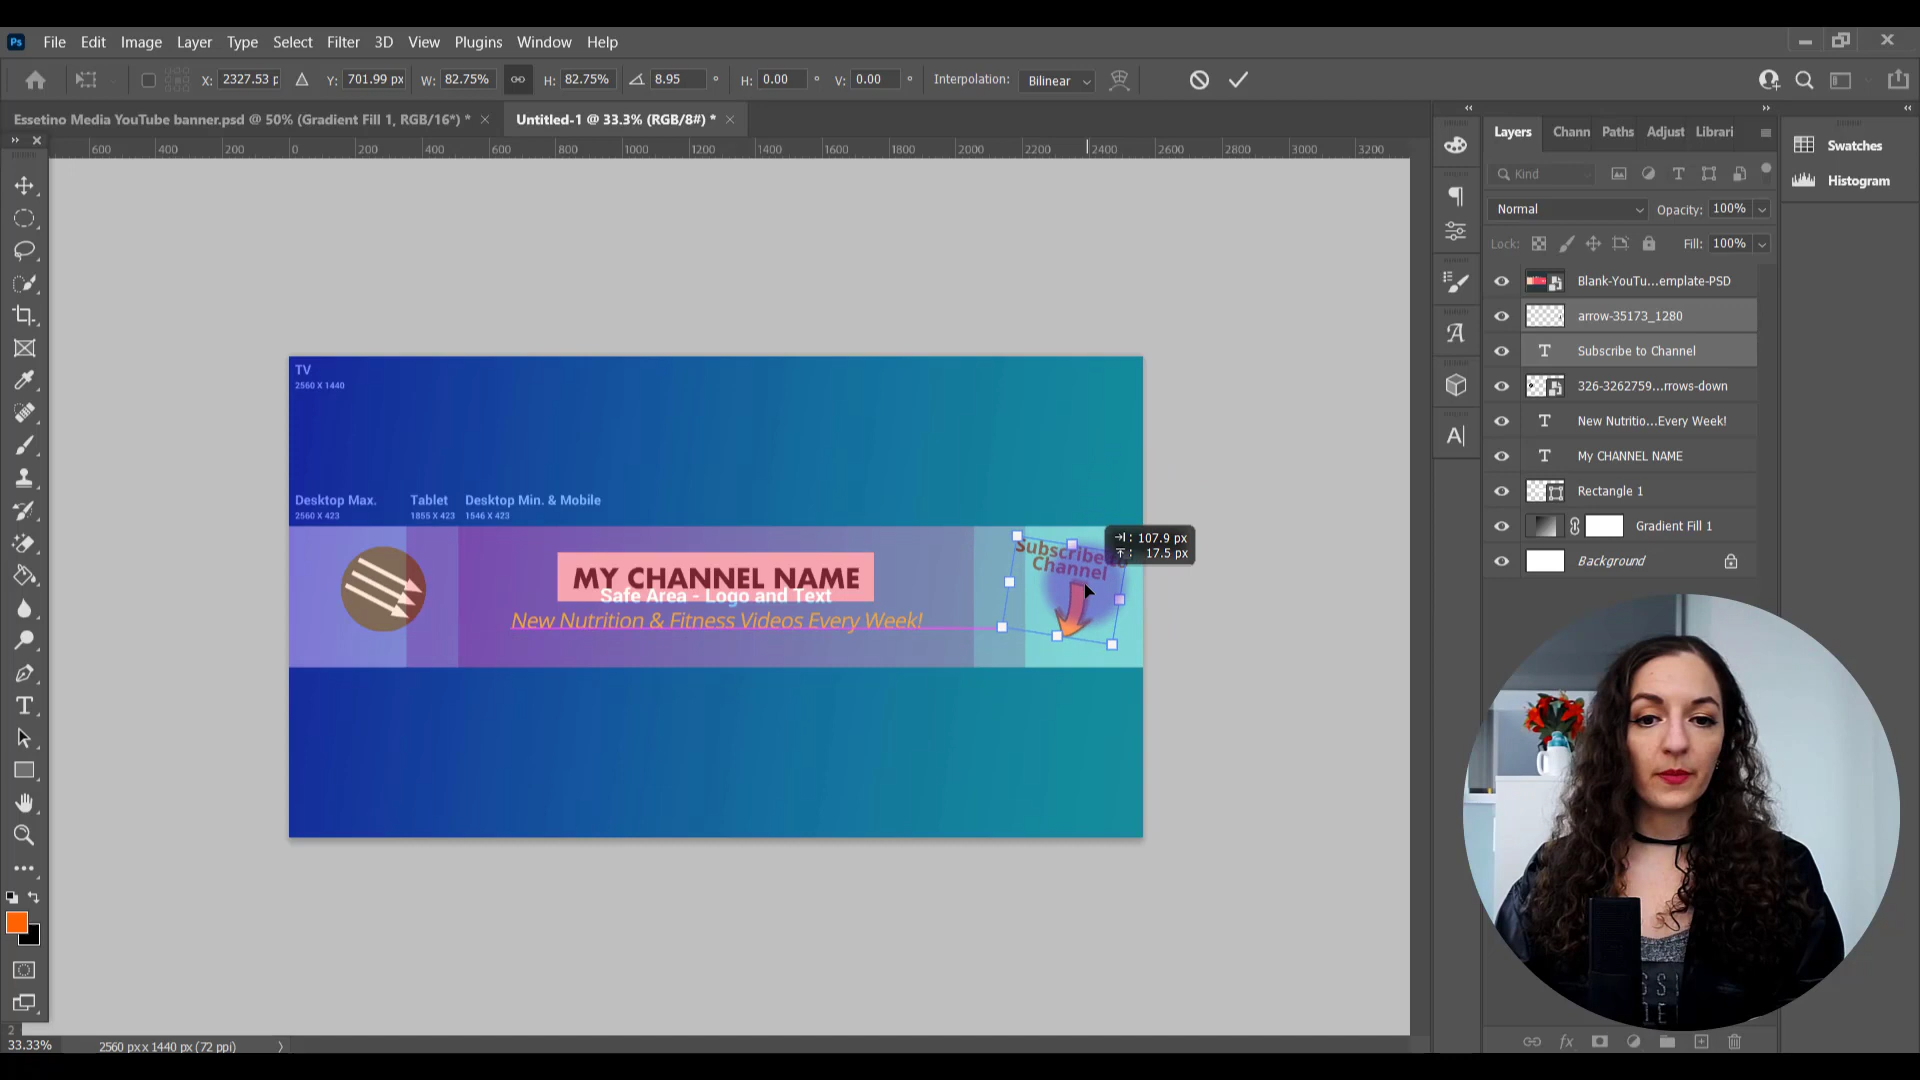 Ps File Edit Image Layer Type Select Filter 3D View Plugins Window Help
X: 2327.53 p Y: 701.99 px W: 82.75% H: 82.75% 8.95 ° H: 0.00 ° V: 0.00 ° Interpolation: Bilinear
Essetino Media YouTube banner.psd @ 50% (Gradient Fill 1, RGB/16*) * Untitled-1 @ 33.3% (RGB/8#) *
600 400 200 0 200 400 600 800 1000 1200 1400 1600 1800 2000 2200 2400 2600 2800 3000 3200
TV
2560 X 1440
Desktop Max. Tablet Desktop Min. & Mobile
2560 X 423 1855 X 423 1546 X 423
MY CHANNEL NAME
Safe Area - Logo and Text
New Nutrition & Fitness Videos Every Week!
Subscribe to
Channel
: 107.9 px
: 17.5 px
Layers Chann Paths Adjust Librari
Kind
Normal Opacity: 100%
Lock: Fill: 100%
Blank-YouTu...emplate-PSD
arrow-35173_1280
Subscribe to Channel
326-3262759...rrows-down
New Nutritio...Every Week!
My CHANNEL NAME
Rectangle 1
Gradient Fill 1
Background
Swatches
Histogram
fx
2
33.33% 2560 px x 1440 px (72 ppi)